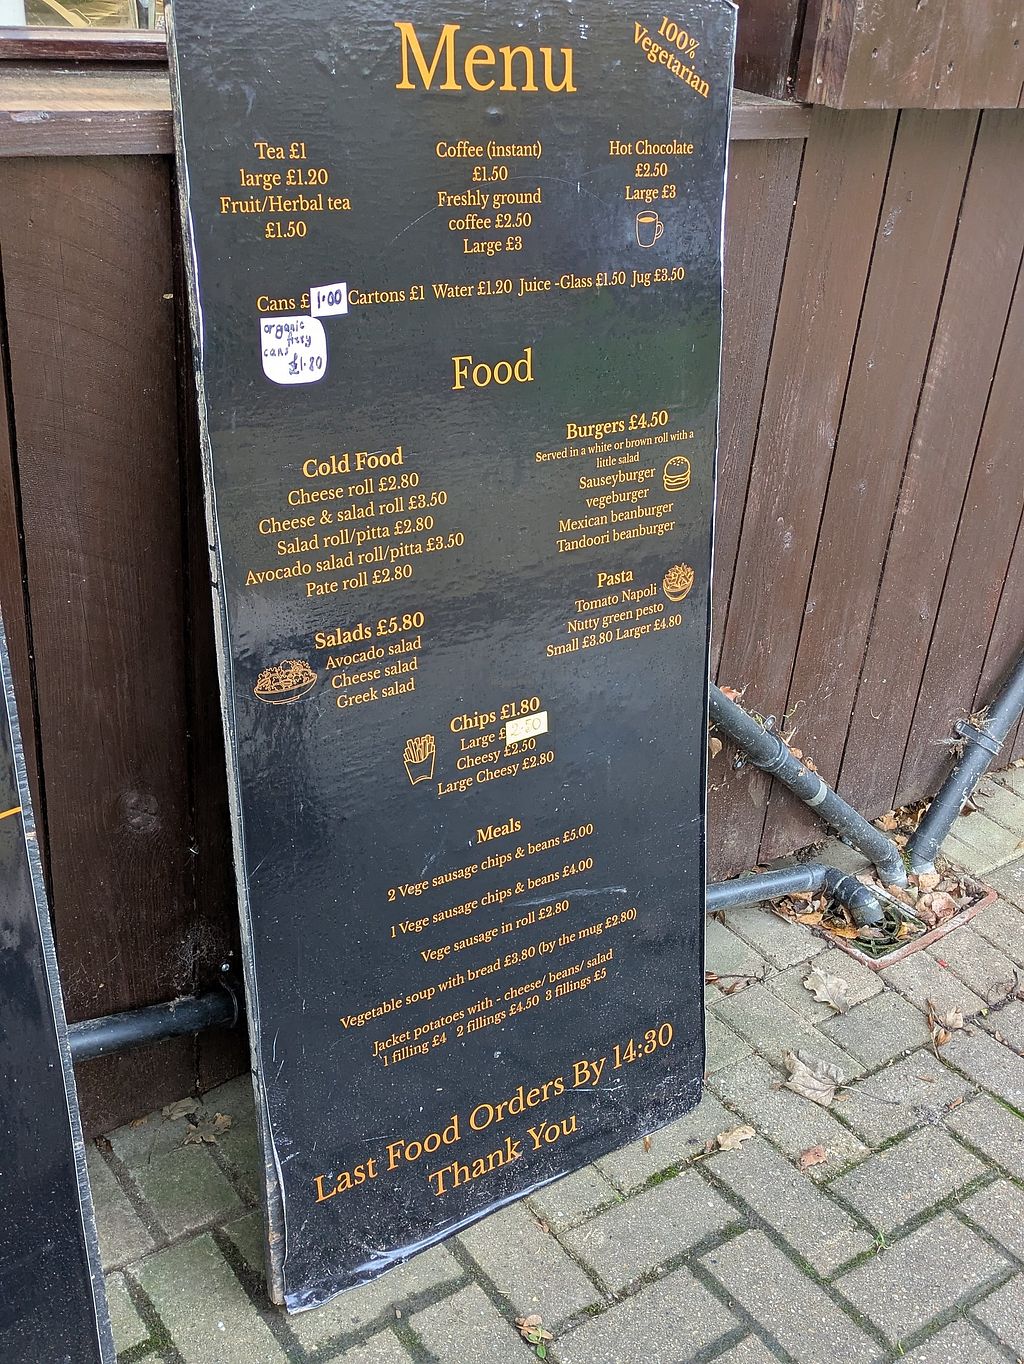 Menu
100%
Vegetarian
Tea £1
large £1.20
Fruit/Herbal tea
£1.50
Coffee (instant)
£1.50
Freshly ground
coffee £2.50
Large £3
Hot Chocolate
£2.50
Large £3
Cans £1.00 Cartons £1 Water £1.20 Juice -Glass £1.50 Jug £3.50
organic
fizzy
cans
£1.80
Food
Cold Food
Cheese roll £2.80
Cheese & salad roll £3.50
Salad roll/pitta £2.80
Avocado salad roll/pitta £3.50
Pate roll £2.80
Burgers £4.50
Served in a white or brown roll with a
little salad
Sauseyburger
vegeburger
Mexican beanburger
Tandoori beanburger
Salads £5.80
Avocado salad
Cheese salad
Greek salad
Pasta
Tomato Napoli
Nutty green pesto
Small £3.80 Larger £4.80
Chips £1.80
Large £2.50
Cheesy £2.50
Large Cheesy £2.80
Meals
2 Vege sausage chips & beans £5.00
1 Vege sausage chips & beans £4.00
Vege sausage in roll £2.80
Vegetable soup with bread £3.80 (by the mug £2.80)
Jacket potatoes with - cheese/ beans/ salad
1 filling £4 2 fillings £4.50 3 fillings £5
Last Food Orders By 14:30
Thank You